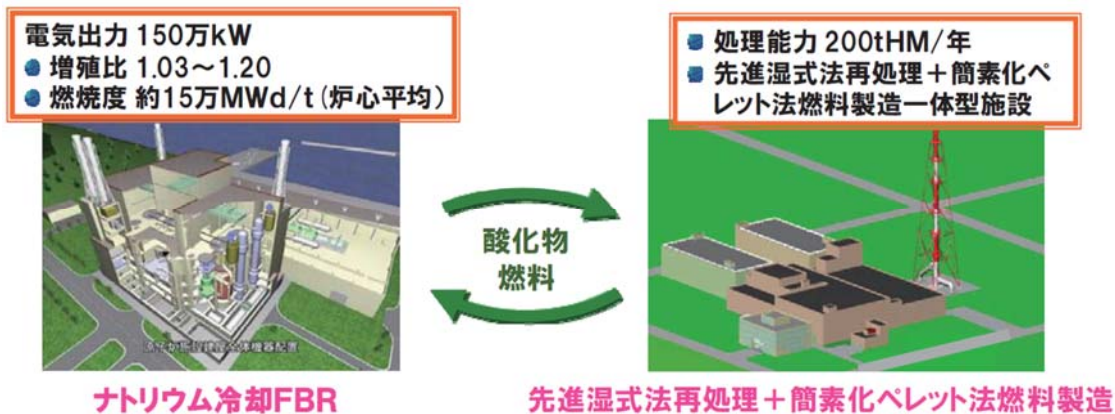 電気出力 150万kW
増殖比 1.03～1.20
燃焼度 約15万MWd/t(炉心平均)
処理能力 200tHM/年
先進湿式法再処理＋簡素化ペ
レット法燃料製造一体型施設
酸化物
燃料
ナトリウム冷却FBR
先進湿式法再処理＋簡素化ペレット法燃料製造